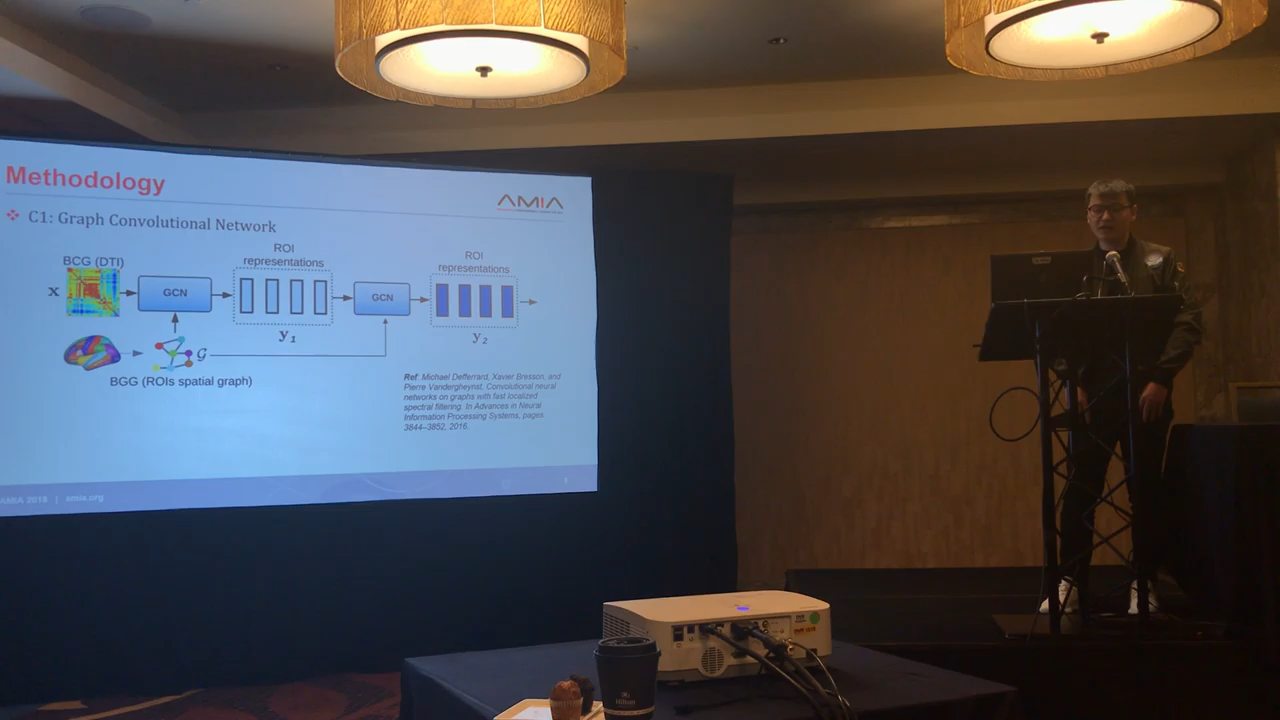 Methodology
AMIA
C1: Graph Convolutional Network
BCG (DTI)
x
GCN
ROI
representations
y1
GCN
ROI
representations
y2
G
BGG (ROIs spatial graph)
Ref: Michael Defferrard, Xavier Bresson, and
Pierre Vandergheynst. Convolutional neural
networks on graphs with fast localized
spectral filtering. In Advances in Neural
Information Processing Systems, pages
3844–3852, 2016.
AMIA 2018 | amia.org
Hilton